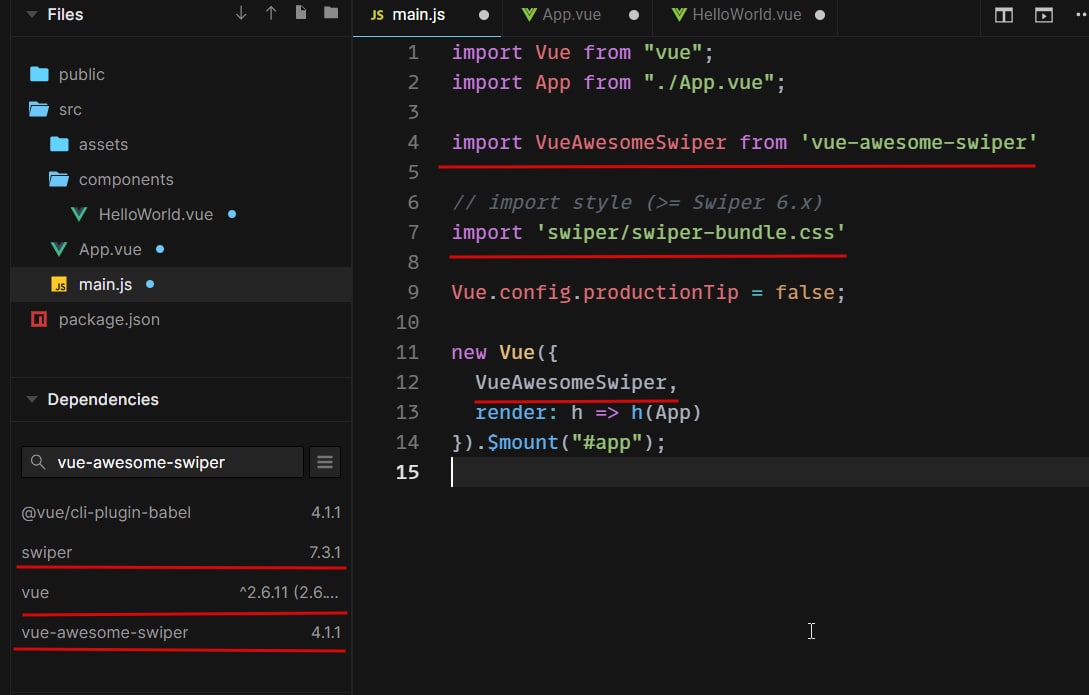 Files
public
src
assets
components
HelloWorld.vue
App.vue
JS main.js
package.json
Dependencies
vue-awesome-swiper
@vue/cli-plugin-babel 4.1.1
swiper 7.3.1
vue ^2.6.11 (2.6....
vue-awesome-swiper 4.1.1
JS main.js App.vue HelloWorld.vue
1 import Vue from "vue";
2 import App from "./App.vue";
3
4 import VueAwesomeSwiper from 'vue-awesome-swiper'
5
6 // import style (>= Swiper 6.x)
7 import 'swiper/swiper-bundle.css'
8
9 Vue.config.productionTip = false;
10
11 new Vue({
12 VueAwesomeSwiper,
13 render: h => h(App)
14 }).$mount("#app");
15